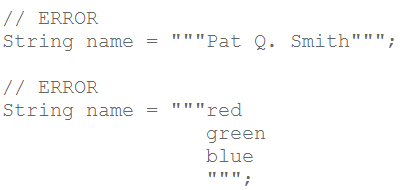 // ERROR
String name = """Pat Q. Smith""";
// ERROR
String name = """red
green
blue
""";